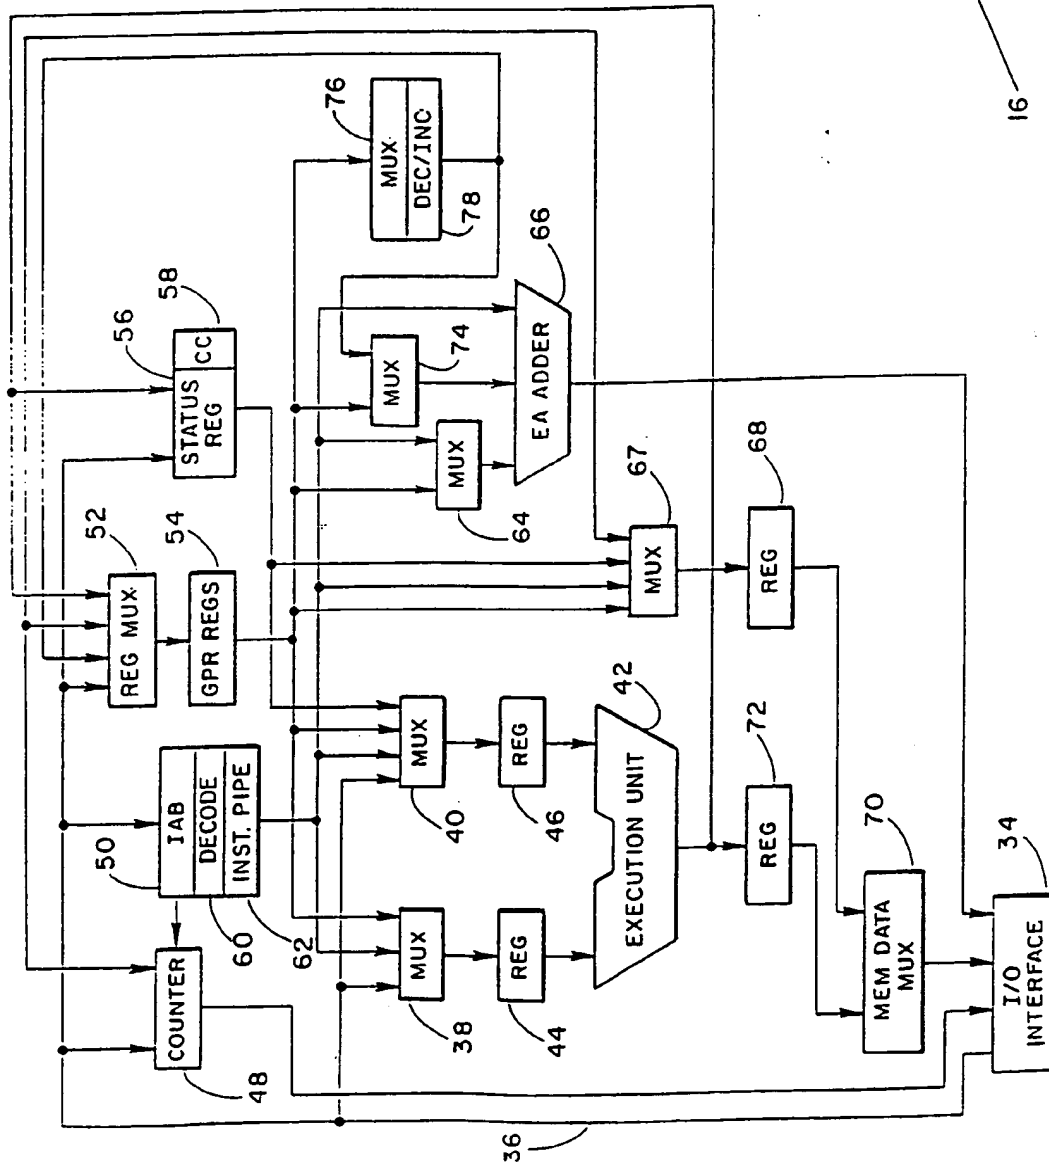 16
76
MUX
DEC/INC
78
66
58
56
CC
STATUS
REG
74
MUX
EA ADDER
MUX
64
67
68
MUX
REG
52
54
REG MUX
GPR REGS
42
72
MUX
REG
EXECUTION UNIT
REG
40
46
70
34
50
IAB
DECODE
INST. PIPE
60
62
MUX
REG
38
44
MEM DATA
MUX
I/O
INTERFACE
COUNTER
48
36